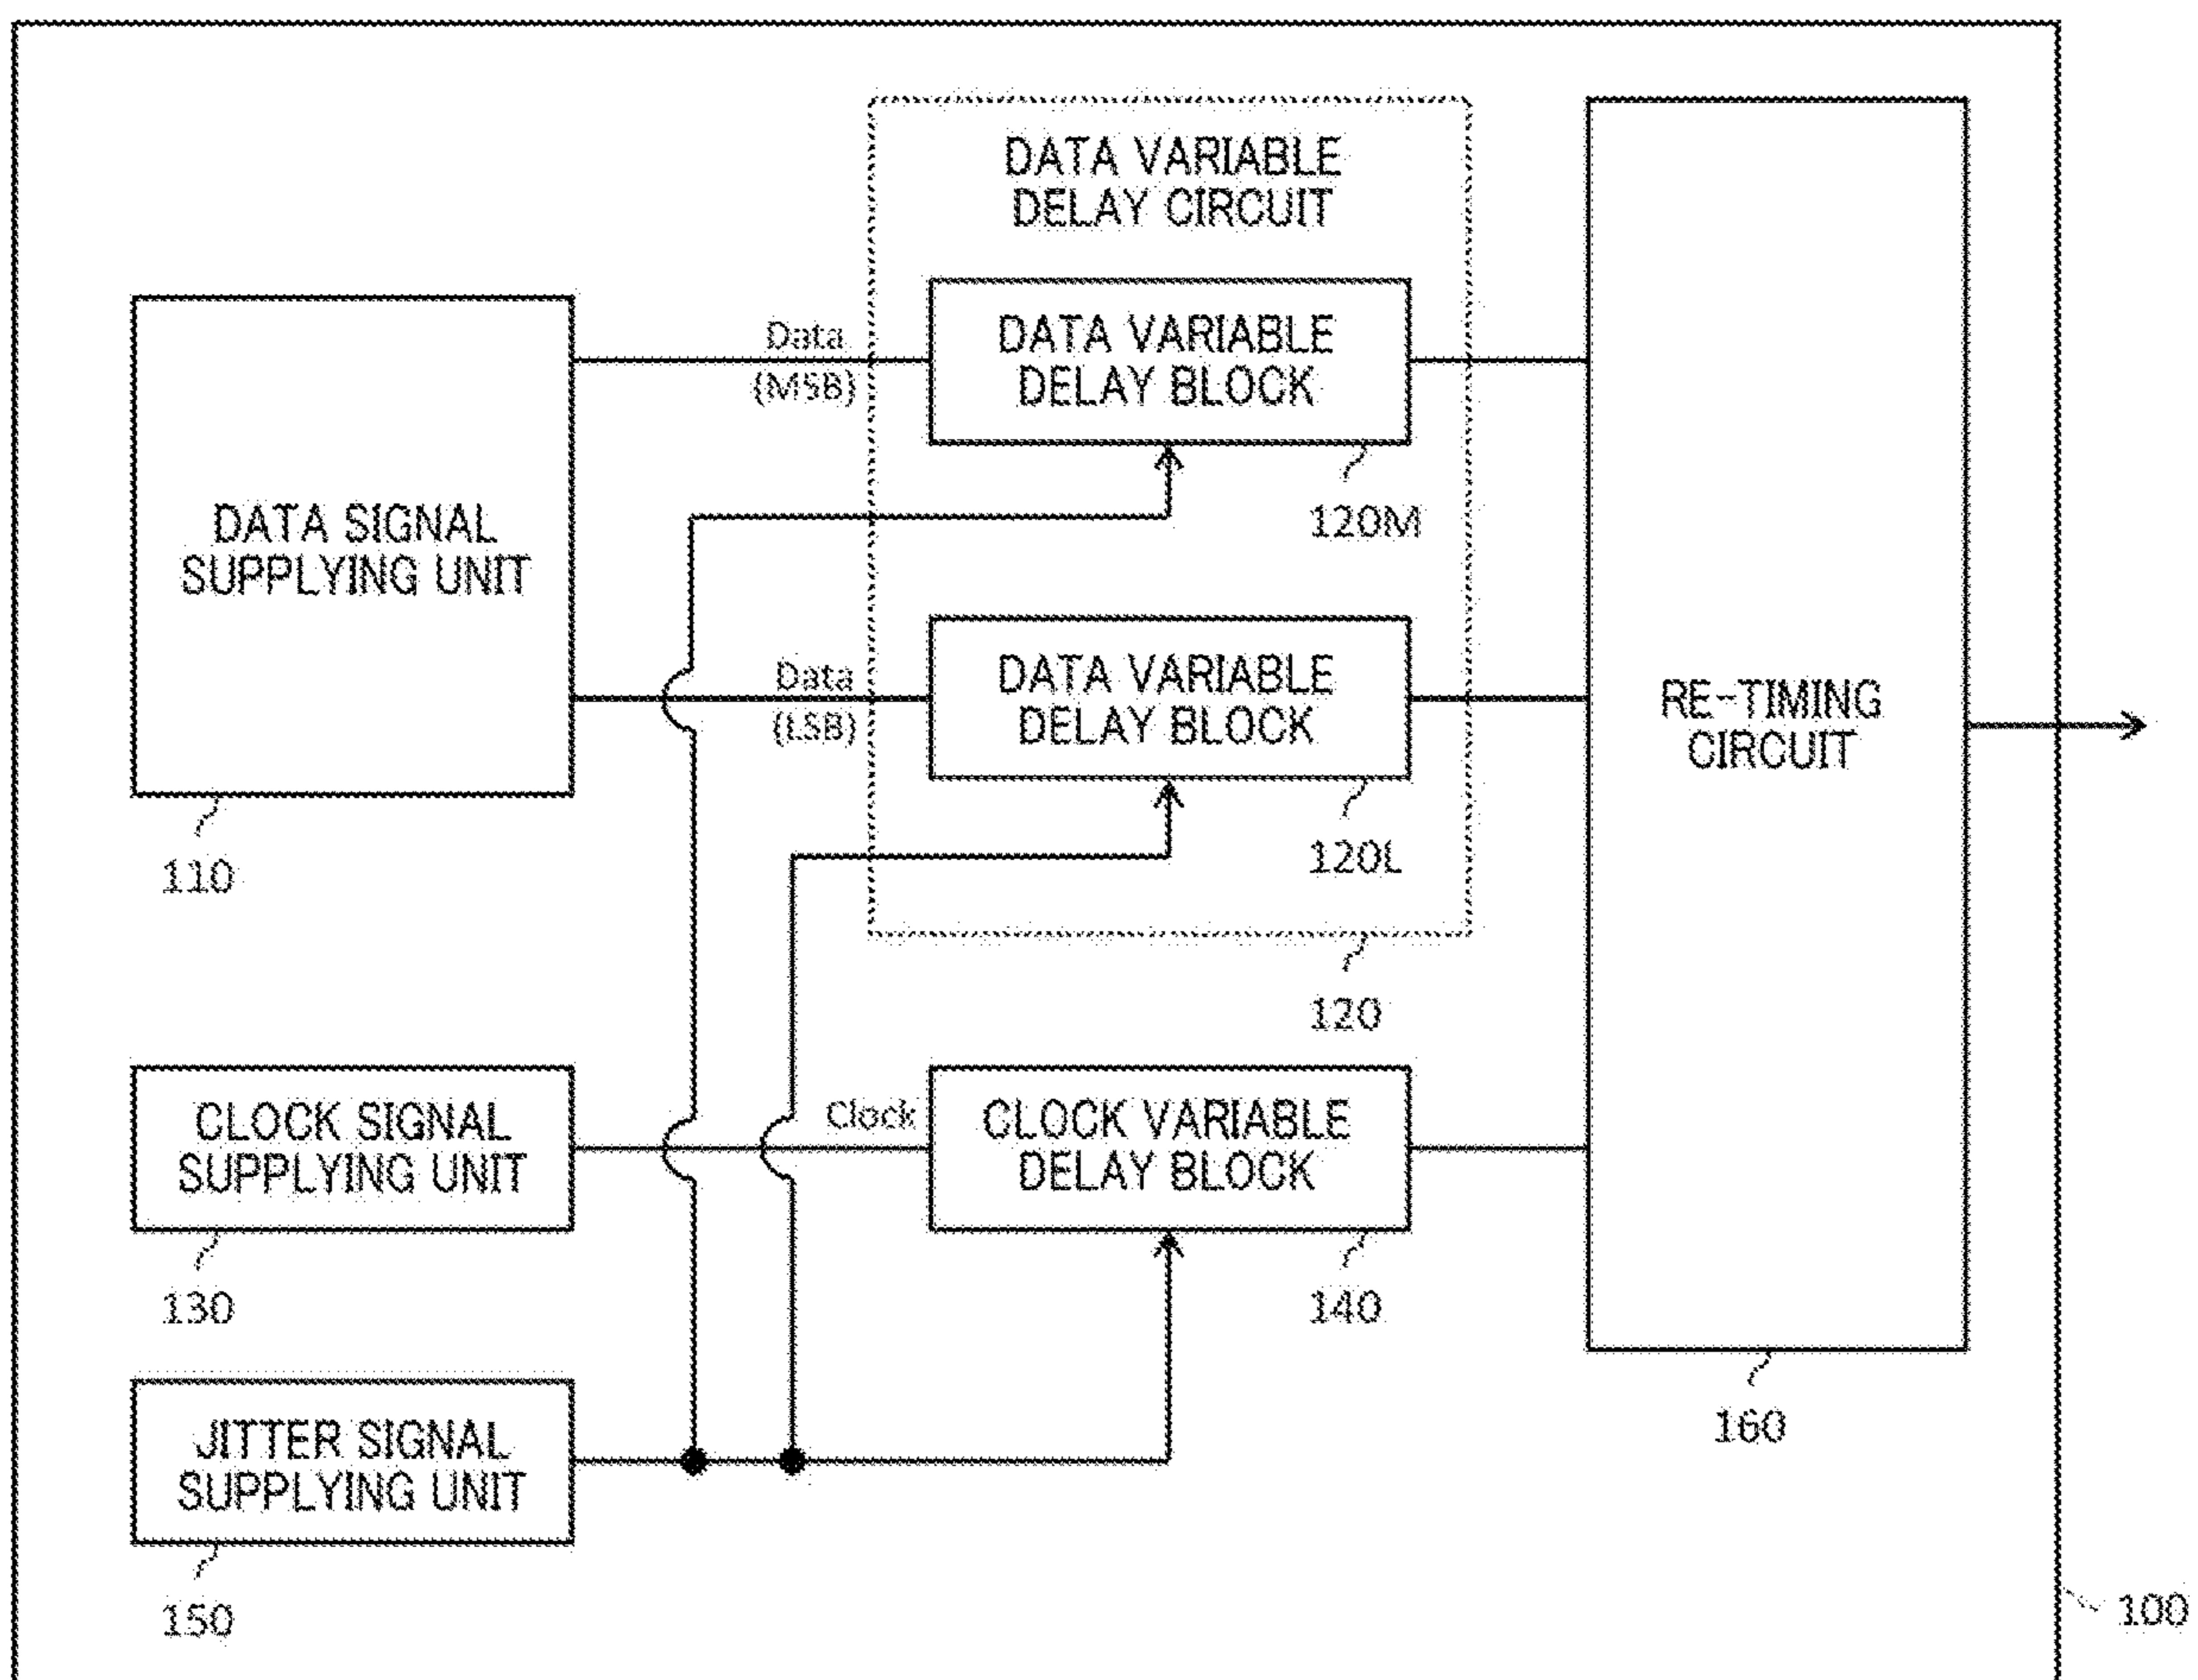 DATA VARIABLE
DELAY CIRCUIT
Data
(MSB)
DATA VARIABLE
DELAY BLOCK
120M
DATA SIGNAL
SUPPLYING UNIT
110
Data
(LSB)
DATA VARIABLE
DELAY BLOCK
120L
120
RE-TIMING
CIRCUIT
CLOCK SIGNAL
SUPPLYING UNIT
130
Clock
CLOCK VARIABLE
DELAY BLOCK
140
JITTER SIGNAL
SUPPLYING UNIT
150
160
100